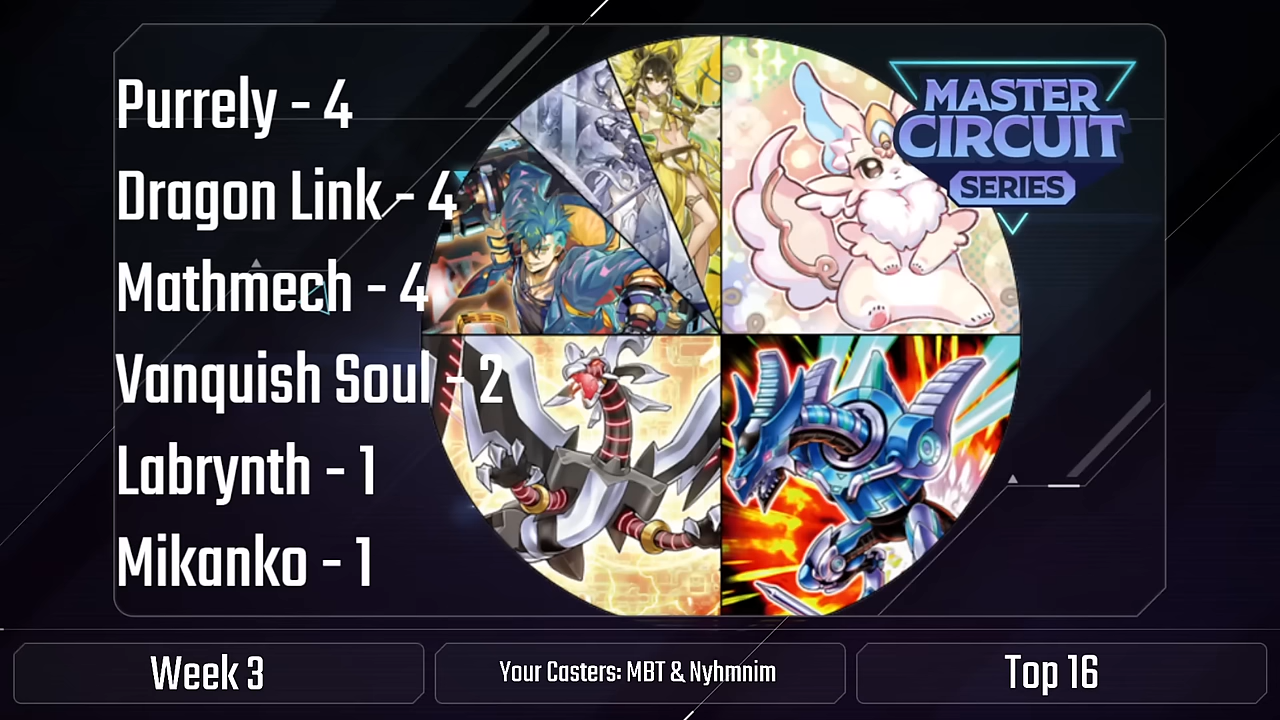 Purrely - 4
Dragon Link - 4
Mathmech - 4
Vanquish Soul - 2
Labrynth - 1
Mikanko - 1
MASTER
CIRCUIT
SERIES
Week 3
Your Casters: MBT & Nyhmnim
Top 16